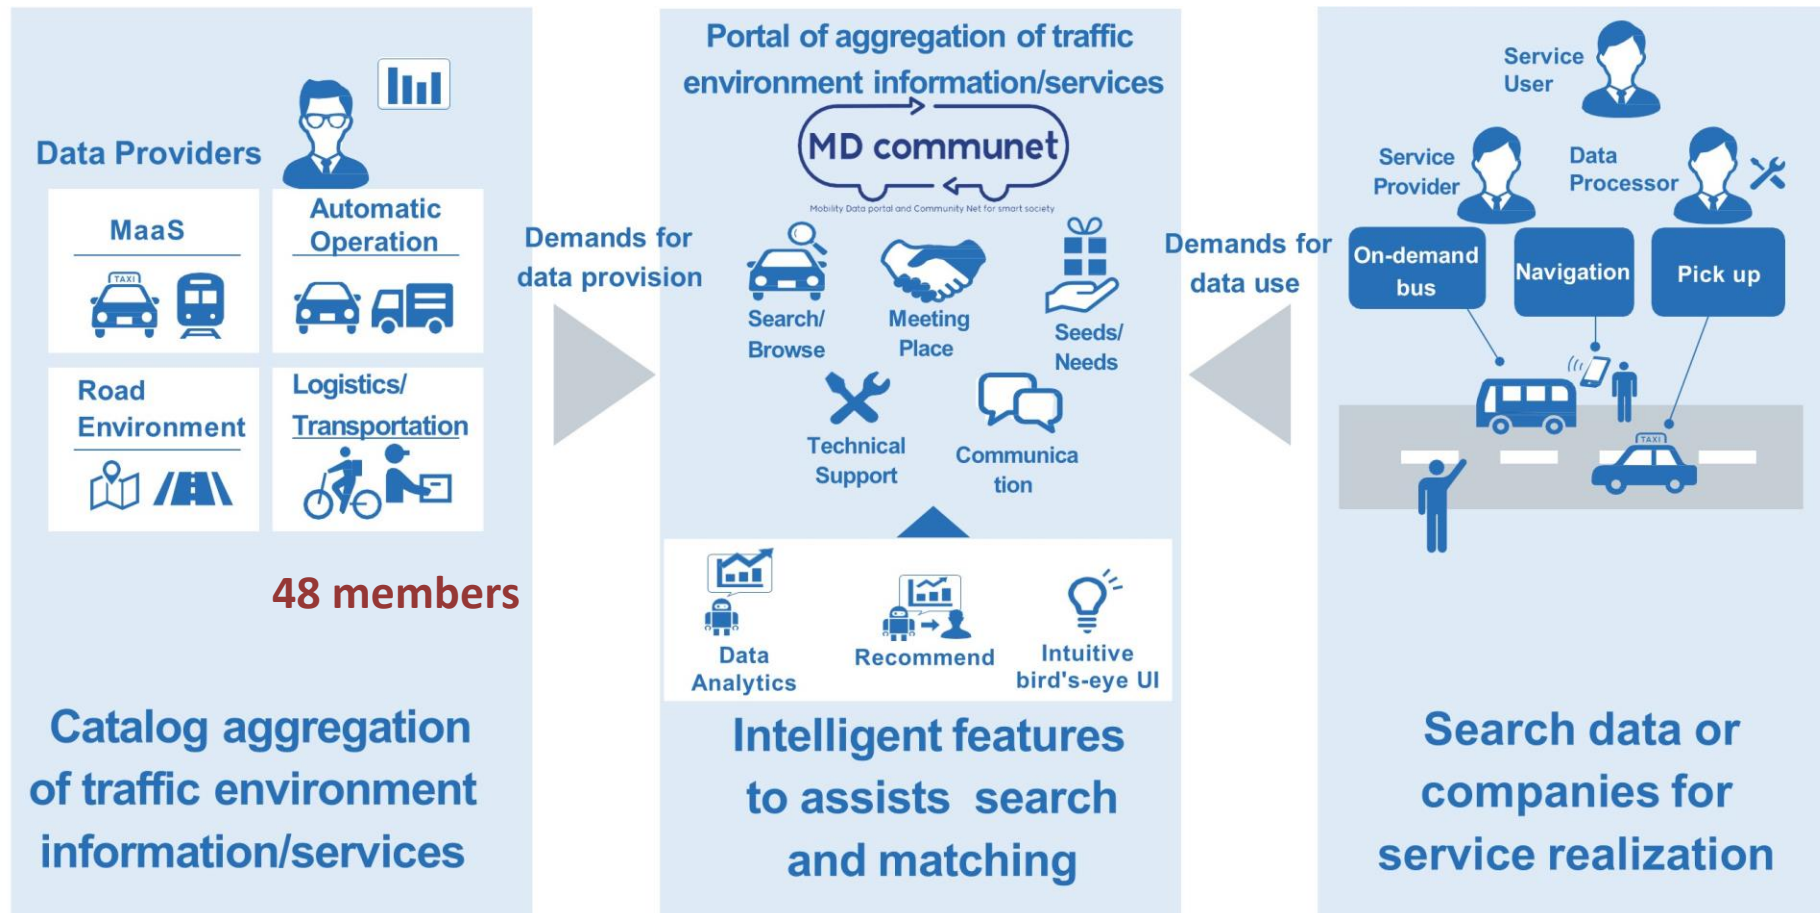 Data Providers
MaaS
TAXI
Automatic
Operation
Road
Environment
Logistics/
Transportation
48 members
Catalog aggregation
of traffic environment
information/services
Demands for
data provision
Portal of aggregation of traffic
environment information/services
MD communet
Mobility Data portal and Community Net for smart society
Search/
Browse
Meeting
Place
Seeds/
Needs
Technical
Support
Communica
tion
Data
Analytics
Recommend
Intuitive
bird's-eye UI
Intelligent features
to assists search
and matching
Demands for
data use
Service
User
Service
Provider
Data
Processor
On-demand
bus
Navigation
Pick up
TAXI
Search data or
companies for
service realization